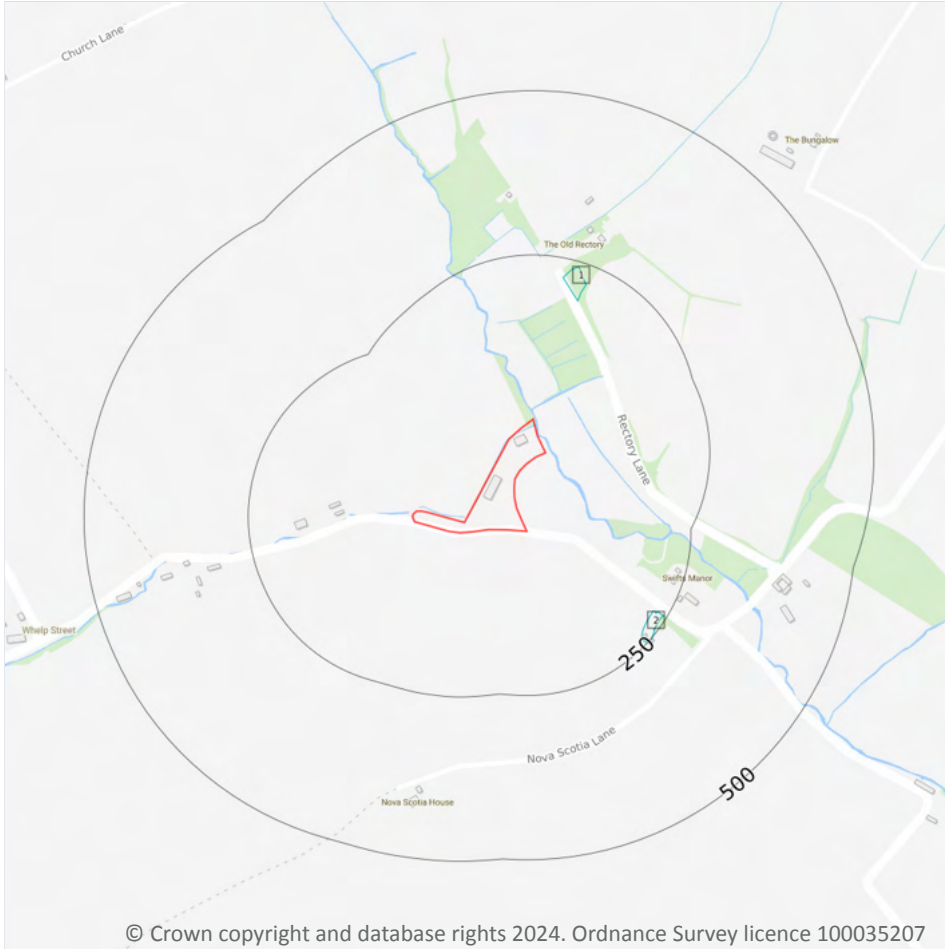 Church Lane
The Bungalow
The Old Rectory
1
Rectory Lane
Swifts Manor
2
Whelp Street
250
Nova Scotia Lane
500
Nova Scotia House
© Crown copyright and database rights 2024. Ordnance Survey licence 100035207